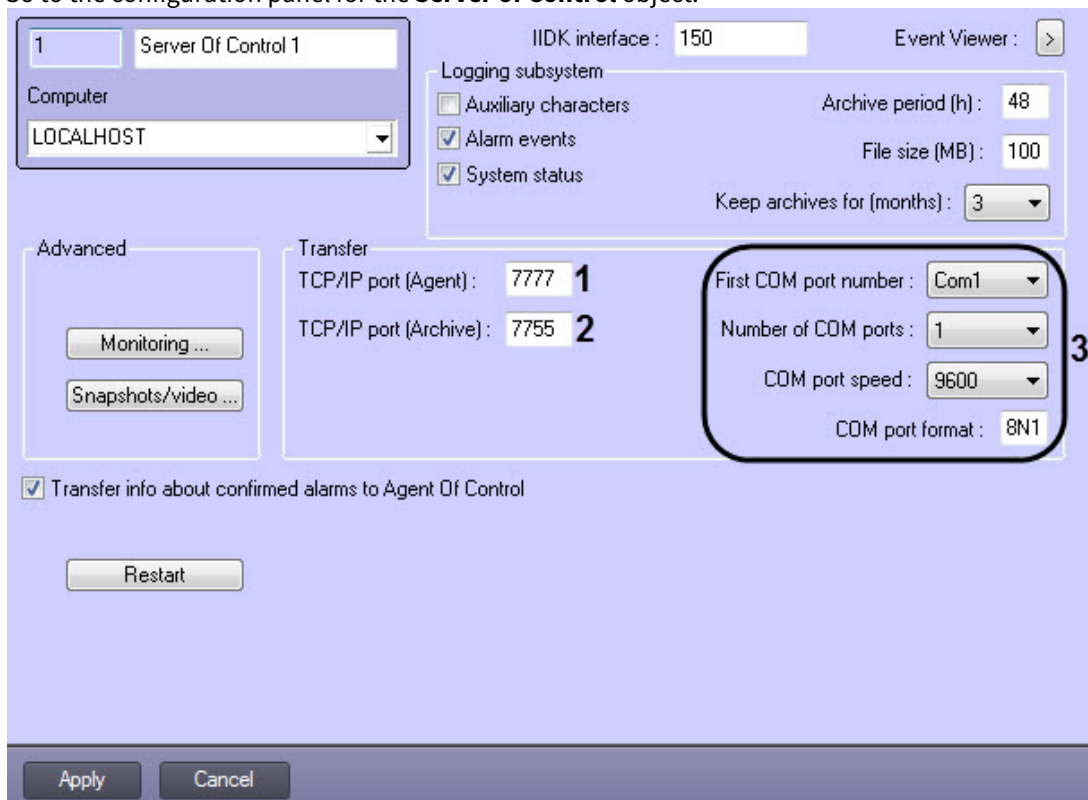 Go to the configuration panel for the Server of Control object.
1 Server Of Control 1
IIDK interface : 150
Event Viewer : >
Computer
LOCALHOST
Logging subsystem
Auxiliary characters
Alarm events
System status
Archive period (h) : 48
File size (MB) : 100
Keep archives for (months) : 3
Advanced
Monitoring ...
Snapshots/video ...
Transfer
TCP/IP port (Agent) : 7777 1
TCP/IP port (Archive) : 7755 2
First COM port number : Com1
Number of COM ports : 1
COM port speed : 9600
COM port format : 8N1
3
Transfer info about confirmed alarms to Agent Of Control
Restart
Apply Cancel